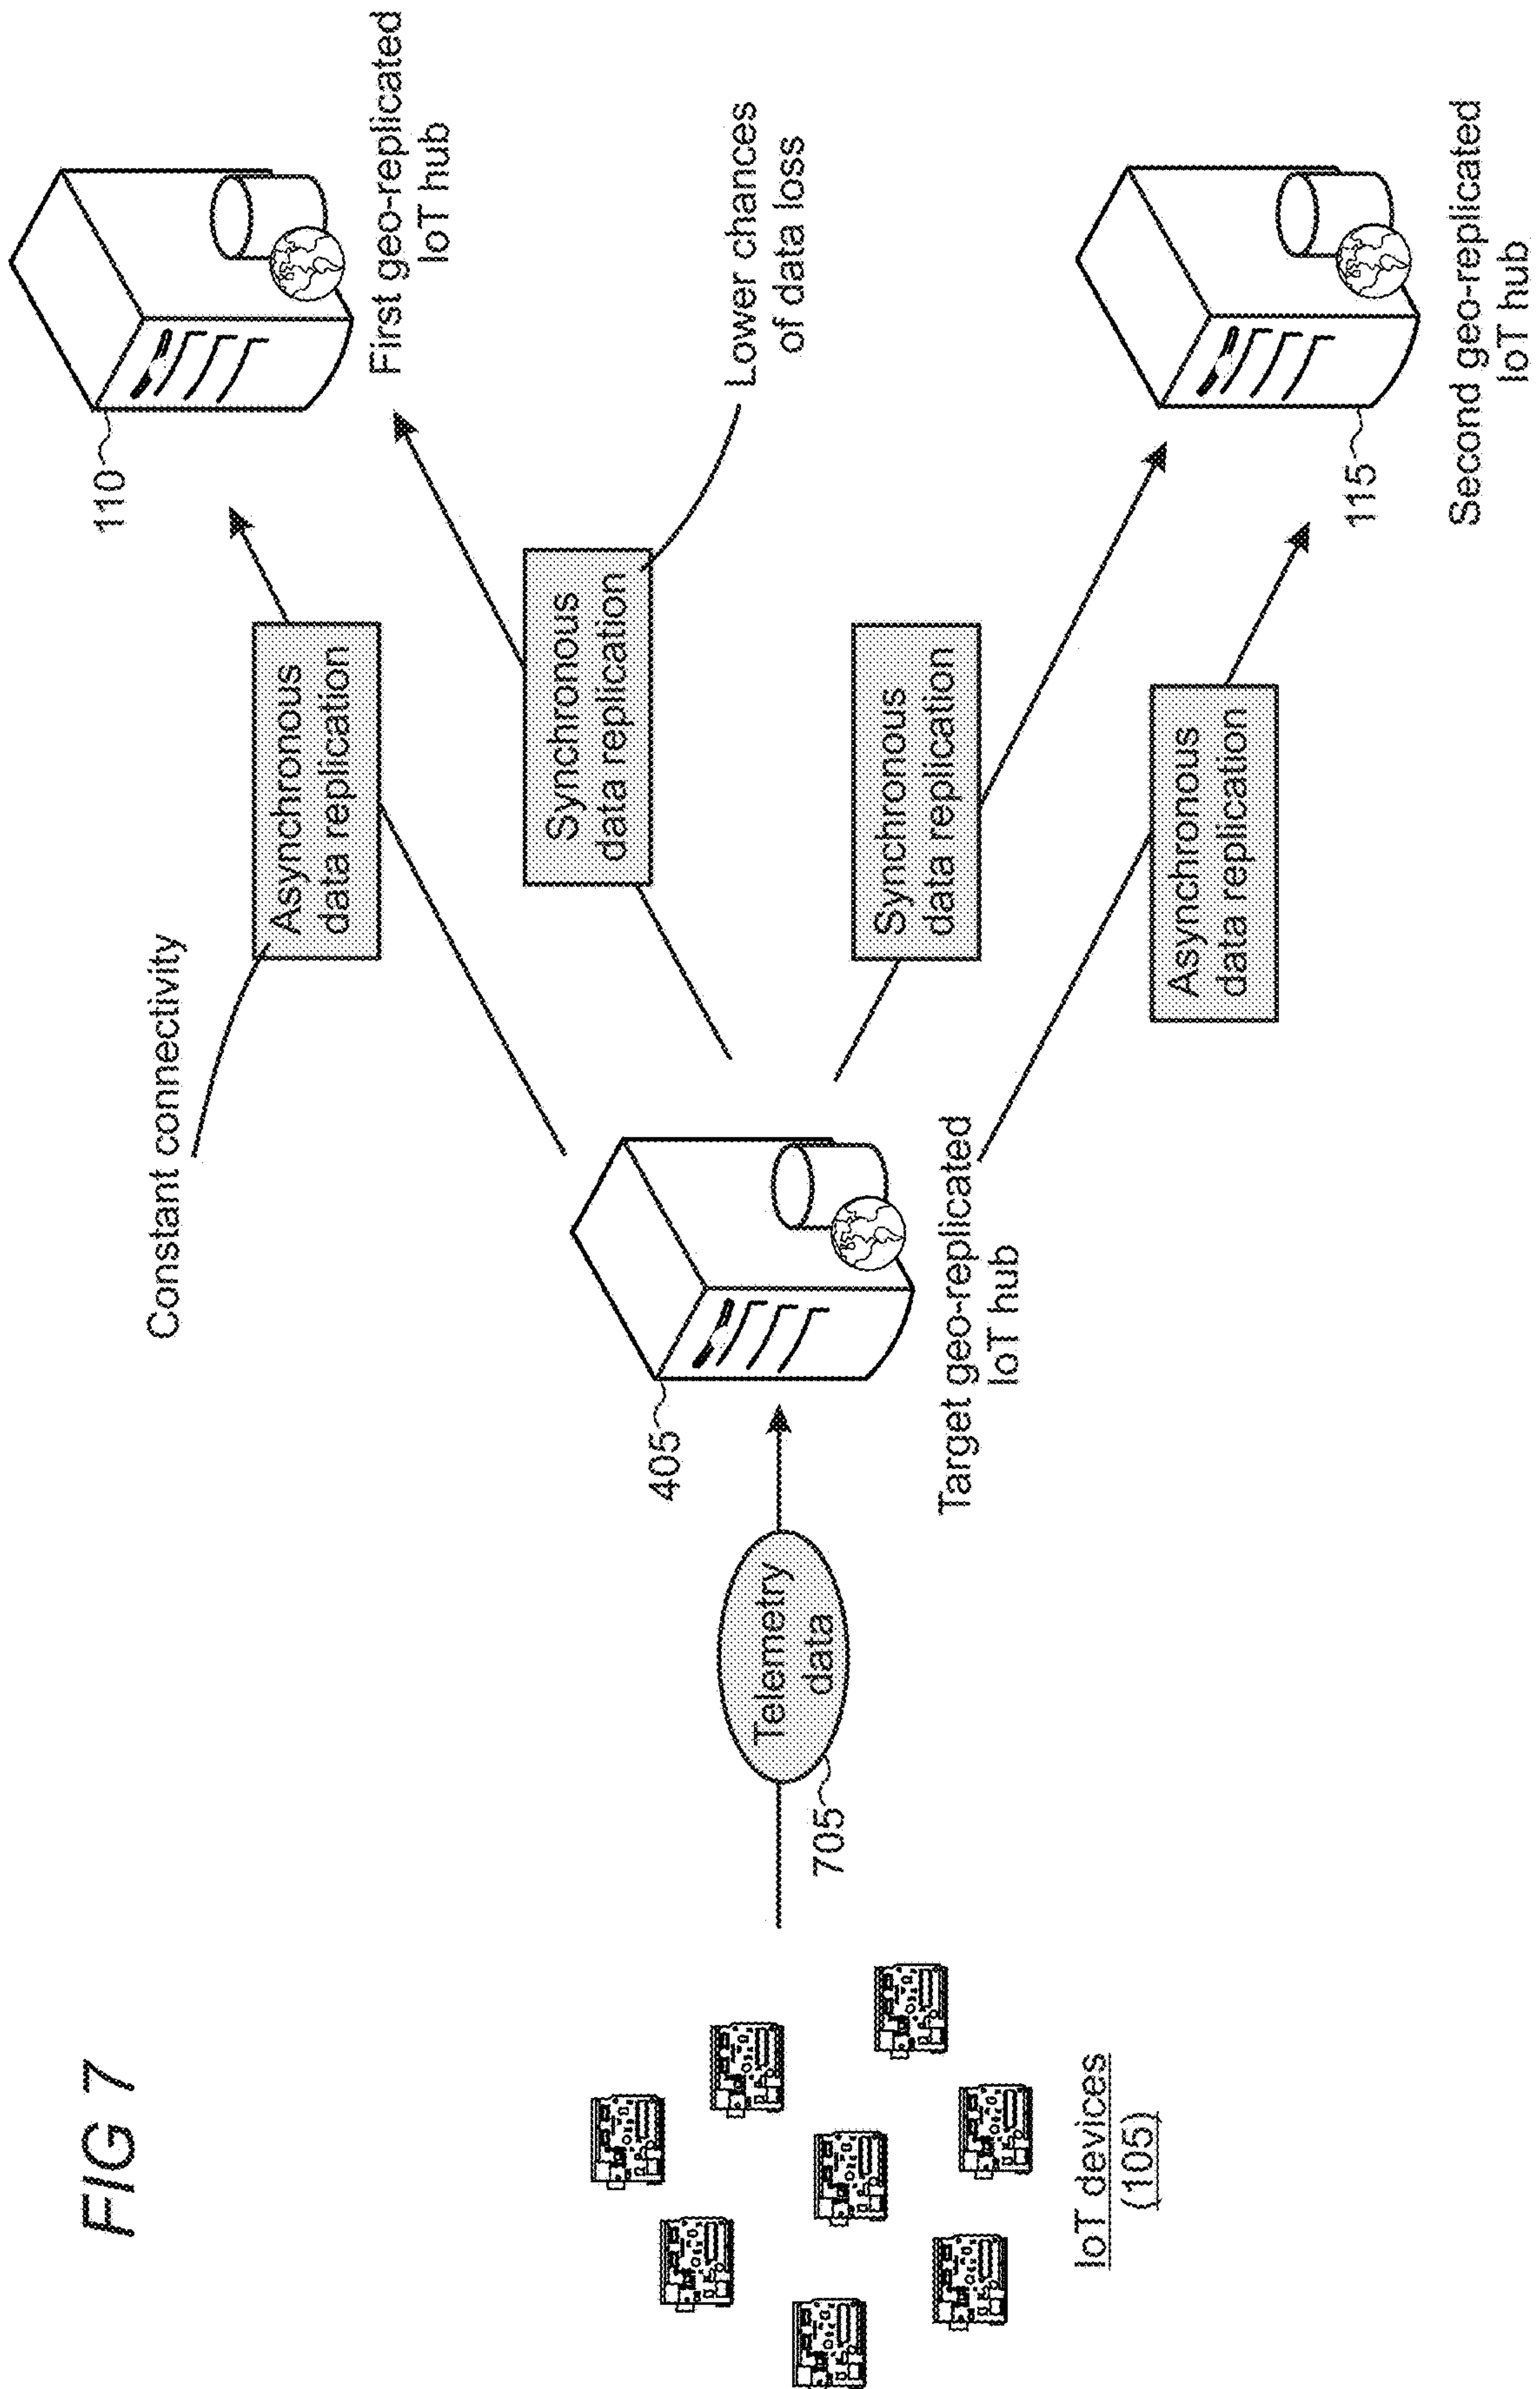 FIG 7
Constant connectivity
Asynchronous
data replication
110
First geo-replicated
IoT hub
Synchronous
data replication
Lower chances
of data loss
405
Target geo-replicated
IoT hub
Telemetry
data
705
Synchronous
data replication
Asynchronous
data replication
115
Second geo-replicated
IoT hub
IoT devices
(105)